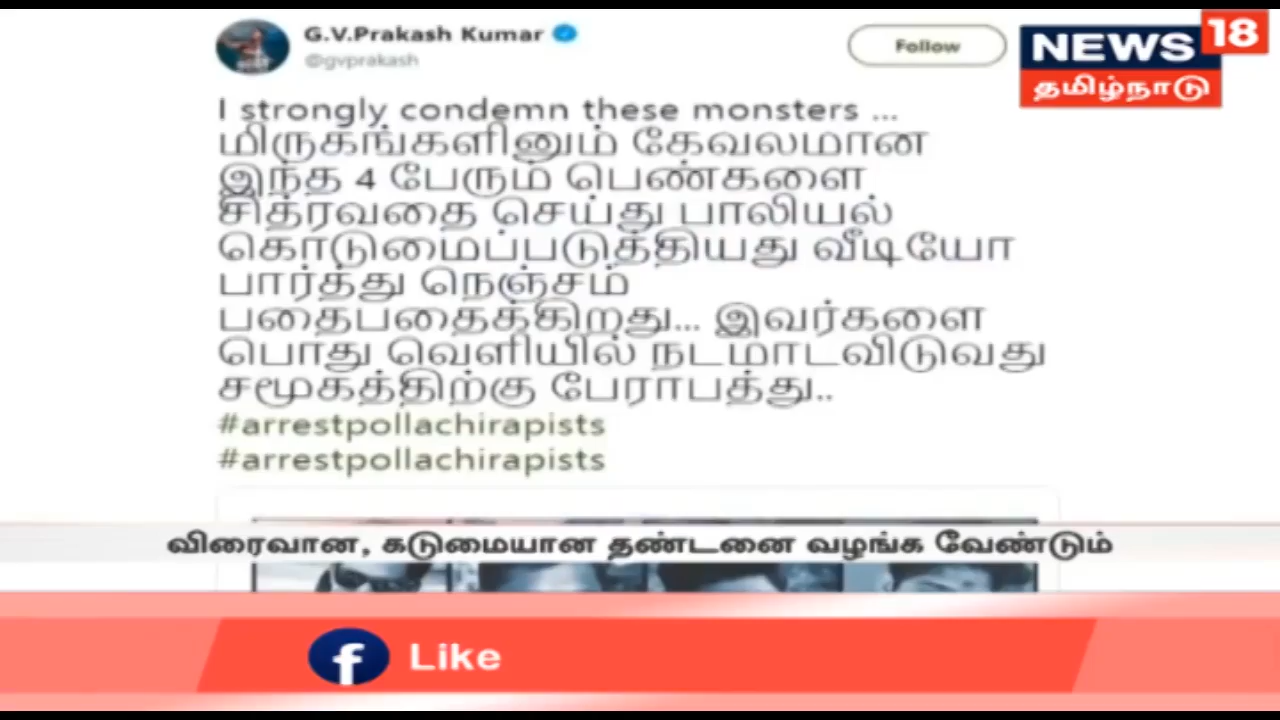 G.V.Prakash Kumar
@gvprakash
Follow
NEWS 18
தமிழ்நாடு
I strongly condemn these monsters ...
மிருகங்களினும் கேவலமான
இந்த 4 பேரும் பெண்களை
சித்ரவதை செய்து பாலியல்
கொடுமைப்படுத்தியது வீடியோ
பார்த்து நெஞ்சம்
பதைபதைக்கிறது... இவர்களை
பொது வெளியில் நடமாடவிடுவது
சமூகத்திற்கு பேராபத்து..
#arrestpollachirapists
#arrestpollachirapists
விரைவான, கடுமையான தண்டனை வழங்க வேண்டும்
f Like